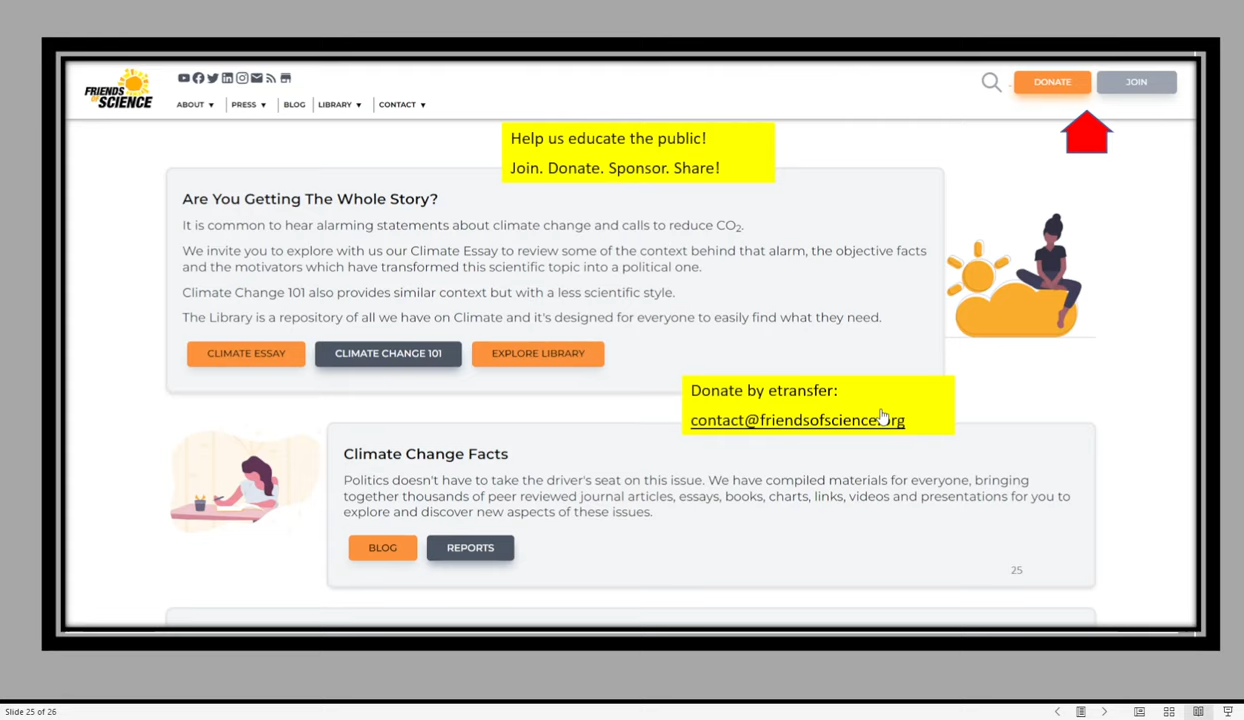 FRIENDS
OF SCIENCE
ABOUT ▼ PRESS ▼ BLOG LIBRARY ▼ CONTACT ▼
DONATE JOIN
Help us educate the public!
Join. Donate. Sponsor. Share!
Are You Getting The Whole Story?
It is common to hear alarming statements about climate change and calls to reduce CO₂.
We invite you to explore with us our Climate Essay to review some of the context behind that alarm, the objective facts
and the motivators which have transformed this scientific topic into a political one.
Climate Change 101 also provides similar context but with a less scientific style.
The Library is a repository of all we have on Climate and it's designed for everyone to easily find what they need.
CLIMATE ESSAY CLIMATE CHANGE 101 EXPLORE LIBRARY
Donate by etransfer:
contact@friendsofscience.org
Climate Change Facts
Politics doesn't have to take the driver's seat on this issue. We have compiled materials for everyone, bringing
together thousands of peer reviewed journal articles, essays, books, charts, links, videos and presentations for you to
explore and discover new aspects of these issues.
BLOG REPORTS
25
Slide 25 of 26